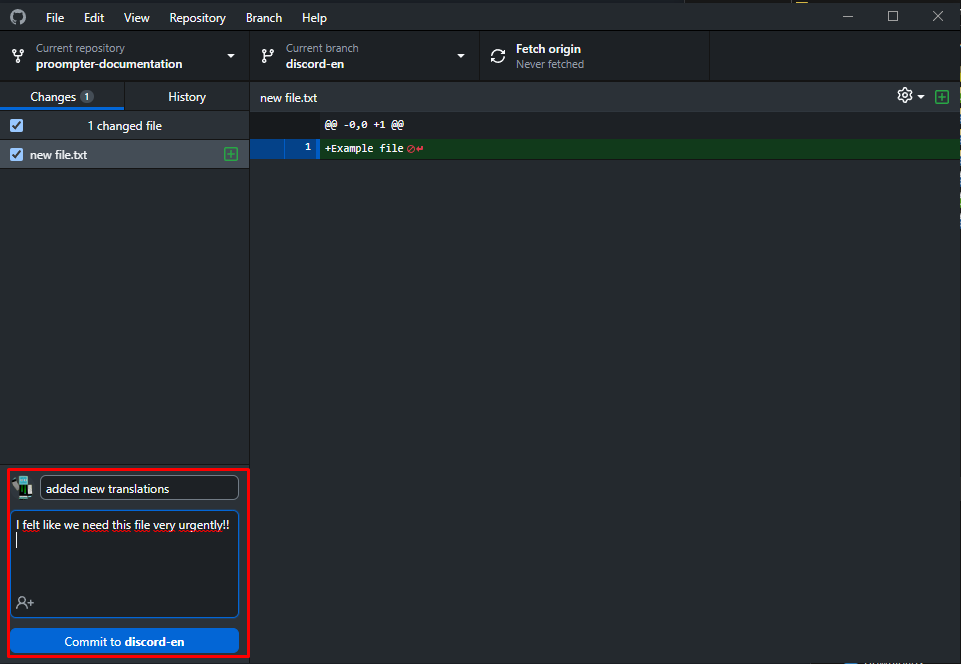 File Edit View Repository Branch Help
Current repository
proompter-documentation
Current branch
discord-en
Fetch origin
Never fetched
Changes 1 History
1 changed file
new file.txt
new file.txt
@@ -0,0 +1 @@
1 +Example file
added new translations
I felt like we need this file very urgently!!
Commit to discord-en